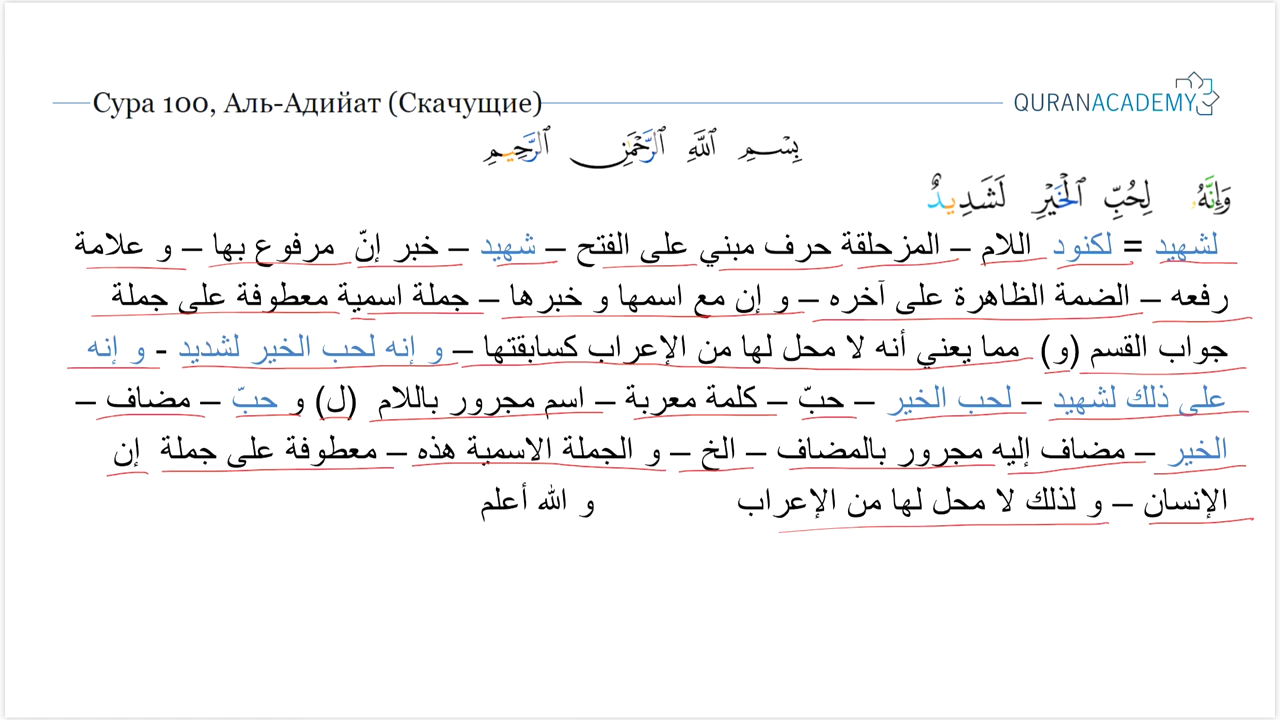 Сура 100, Аль-Адийат (Скачущие)
QURANACADEMY
بِسْمِ ٱللَّهِ ٱلرَّحْمَٰنِ ٱلرَّحِيمِ
وَإِنَّهُۥ لِحُبِّ ٱلْخَيْرِ لَشَدِيدٌ
لشهيد = لكنود اللام – المزحلقة حرف مبني على الفتح – شهيد – خبر إنّ مرفوع بها – و علامة
رفعه – الضمة الظاهرة على آخره – و إن مع اسمها و خبرها – جملة اسمية معطوفة على جملة
جواب القسم (و) مما يعني أنه لا محل لها من الإعراب كسابقتها – و إنه لحب الخير لشديد - و إنه
على ذلك لشهيد – لحب الخير – حبّ – كلمة معربة – اسم مجرور باللام (ل) و حبّ – مضاف –
الخير – مضاف إليه مجرور بالمضاف – الخ – و الجملة الاسمية هذه – معطوفة على جملة إن
الإنسان – و لذلك لا محل لها من الإعراب و الله أعلم